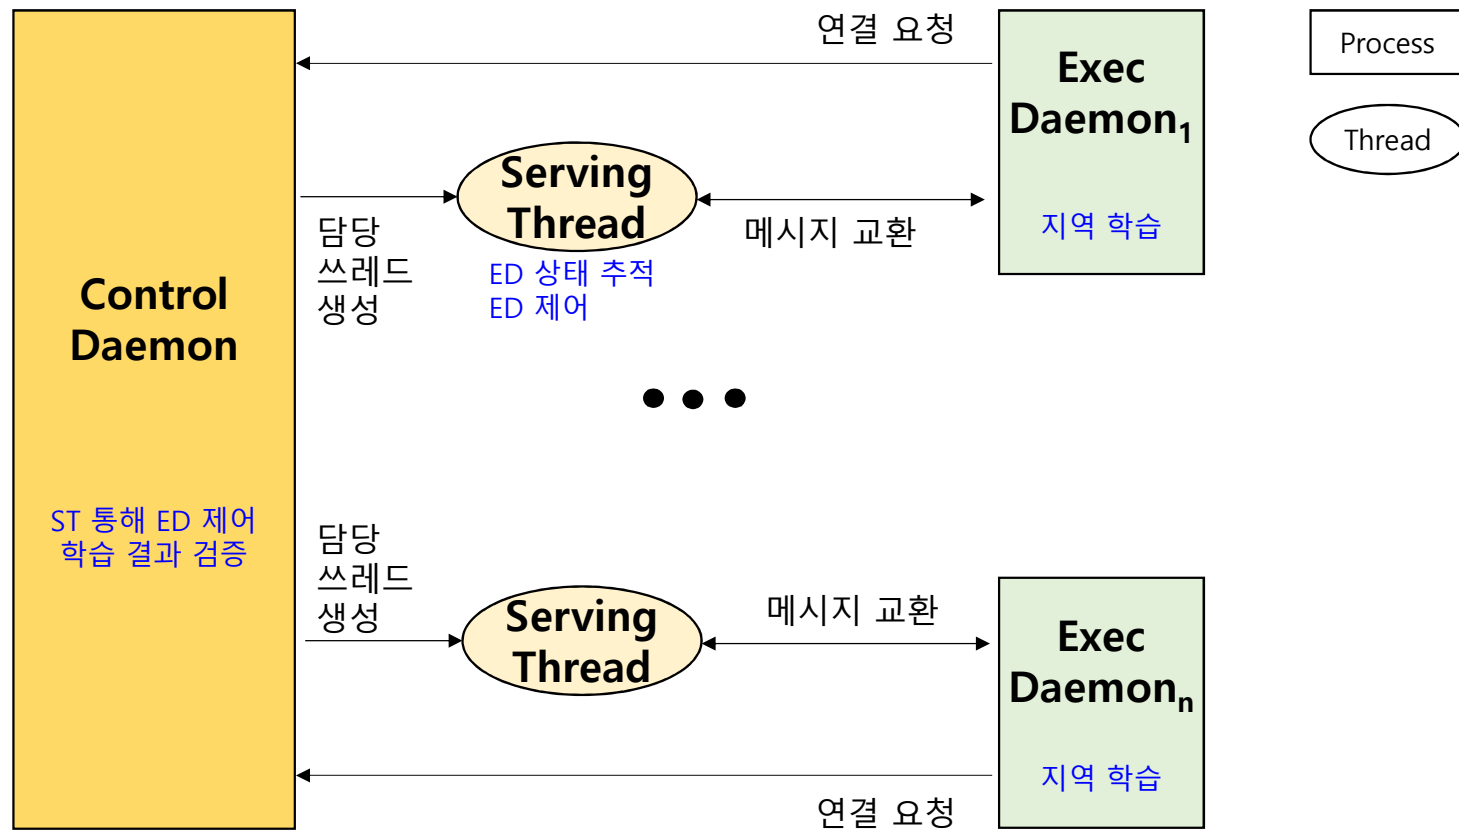 연결 요청
Exec
Daemon1
지역 학습
Process
Thread
Serving
Thread
담당
쓰레드
생성
메시지 교환
ED 상태 추적
ED 제어
Control
Daemon
ST 통해 ED 제어
학습 결과 검증
담당
쓰레드
생성
Serving
Thread
메시지 교환
Exec
Daemonn
지역 학습
연결 요청